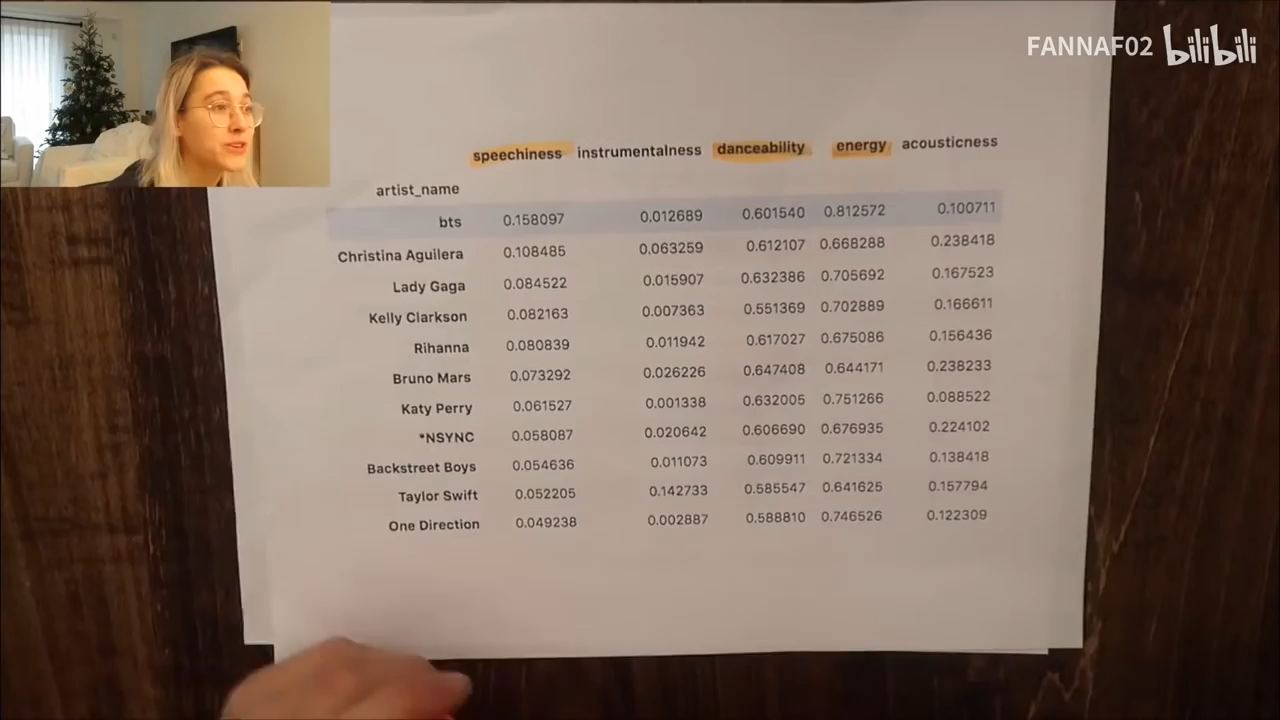 FANNAF02 bilibili
speechiness instrumentalness danceability energy acousticness
artist_name
bts 0.158097 0.012689 0.601540 0.812572 0.100711
Christina Aguilera 0.108485 0.063259 0.612107 0.668288 0.238418
Lady Gaga 0.084522 0.015907 0.632386 0.705692 0.167523
Kelly Clarkson 0.082163 0.007363 0.551369 0.702889 0.166611
Rihanna 0.080839 0.011942 0.617027 0.675086 0.156436
Bruno Mars 0.073292 0.026226 0.647408 0.644171 0.238233
Katy Perry 0.061527 0.001338 0.632005 0.751266 0.088522
*NSYNC 0.058087 0.020642 0.606690 0.676935 0.224102
Backstreet Boys 0.054636 0.011073 0.609911 0.721334 0.138418
Taylor Swift 0.052205 0.142733 0.585547 0.641625 0.157794
One Direction 0.049238 0.002887 0.588810 0.746526 0.122309